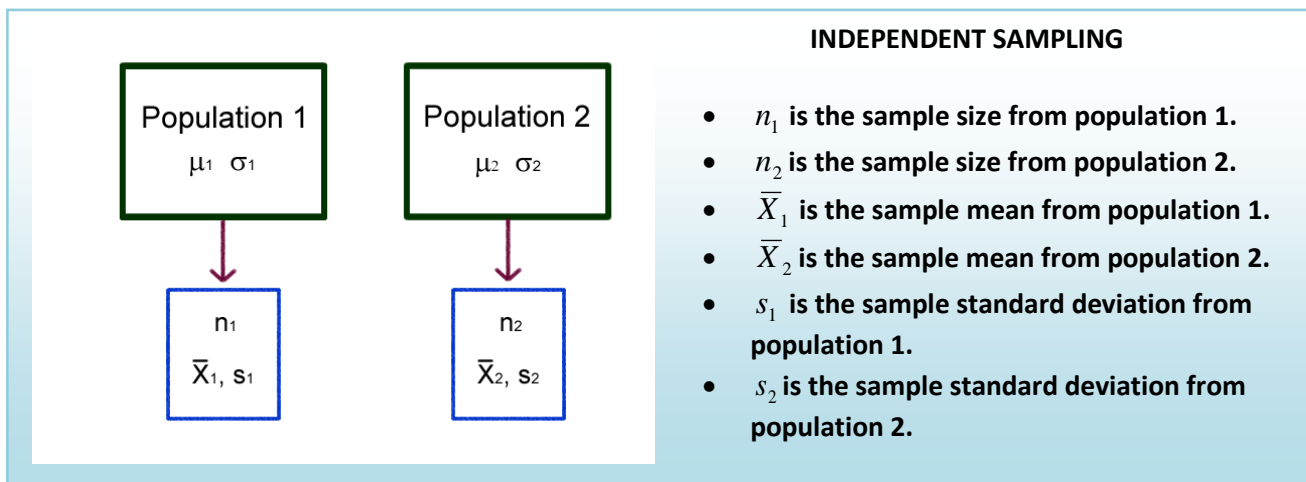 Population 1
μ₁ σ₁
n₁
X̅₁, s₁
Population 2
μ₂ σ₂
n₂
X̅₂, s₂
INDEPENDENT SAMPLING
• n₁ is the sample size from population 1.
• n₂ is the sample size from population 2.
• X̅₁ is the sample mean from population 1.
• X̅₂ is the sample mean from population 2.
• s₁ is the sample standard deviation from
population 1.
• s₂ is the sample standard deviation from
population 2.